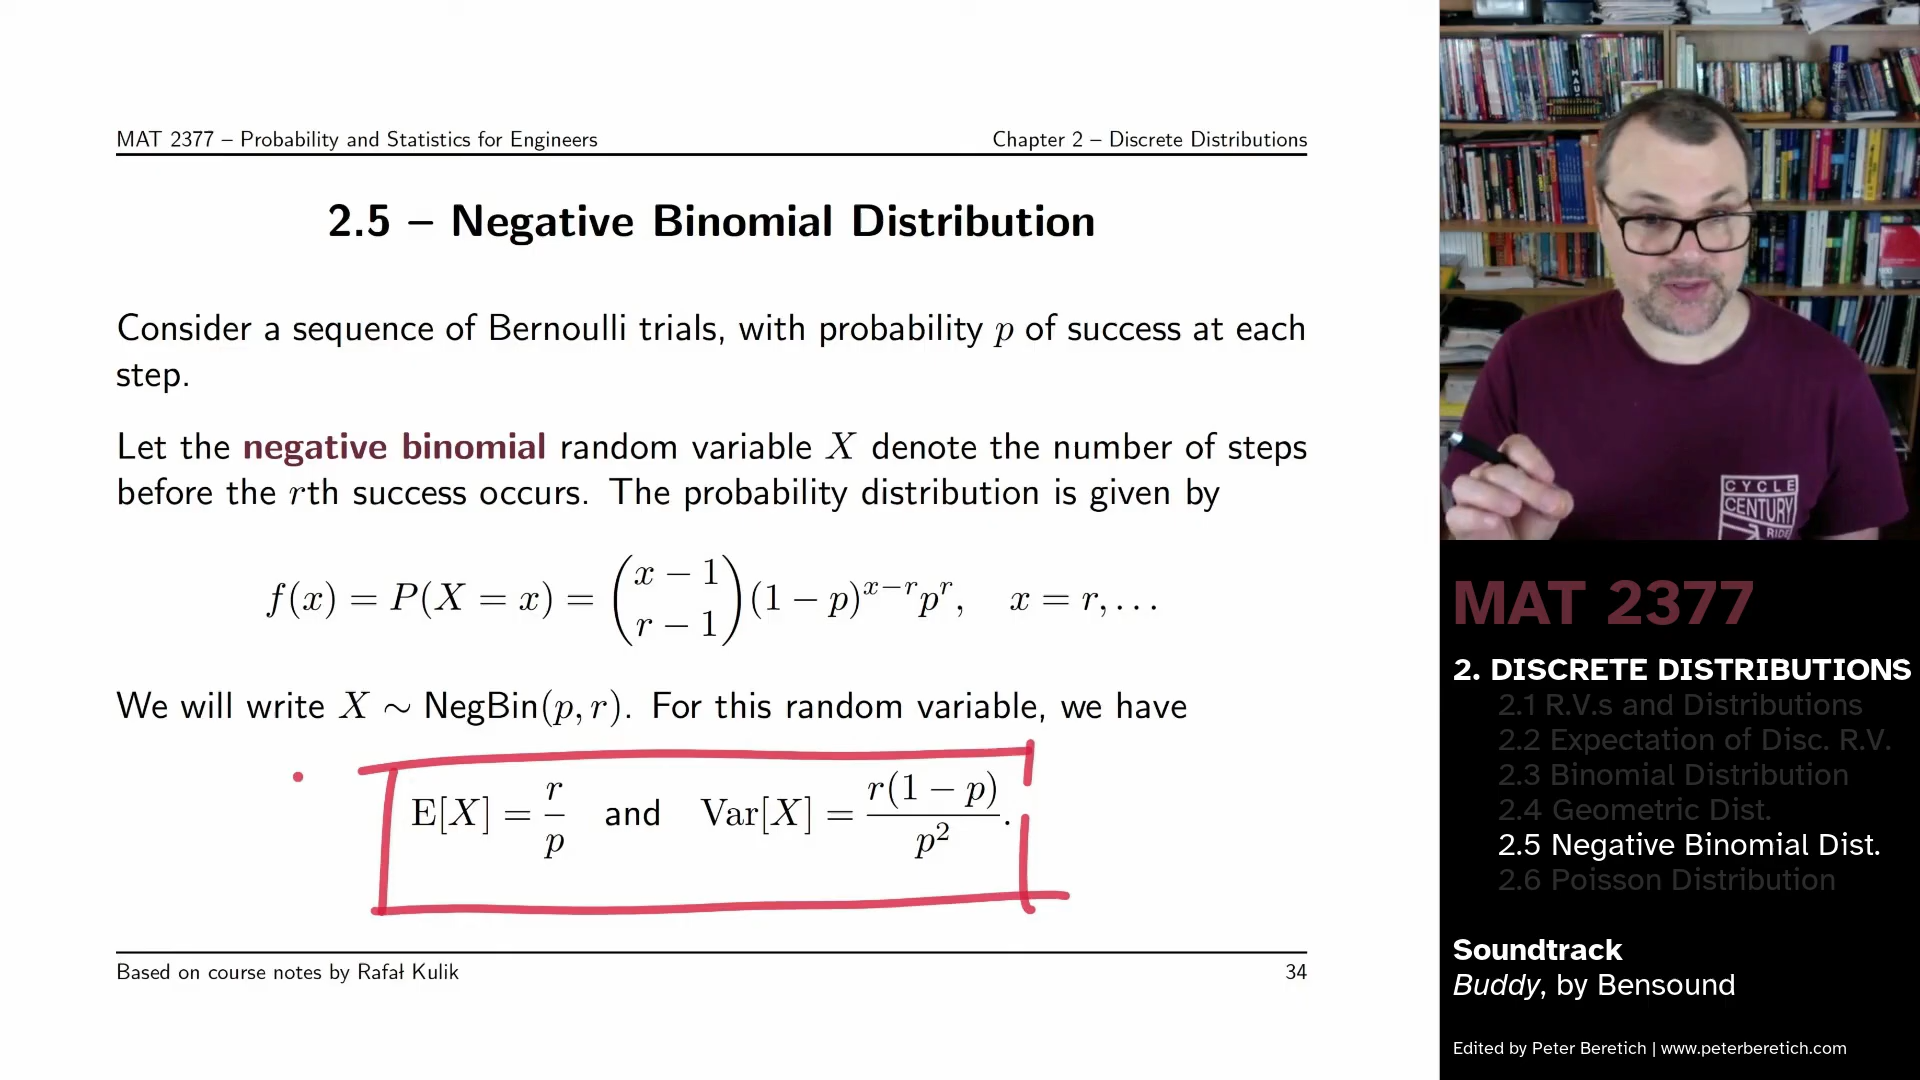 MAT 2377 – Probability and Statistics for Engineers
Chapter 2 – Discrete Distributions
2.5 – Negative Binomial Distribution
Consider a sequence of Bernoulli trials, with probability p of success at each
step.
Let the negative binomial random variable X denote the number of steps
before the rth success occurs. The probability distribution is given by
f(x) = P(X = x) = \binom{x − 1}{r − 1}(1 − p)^{x−r}p^r, x = r, . . .
We will write X ∼ NegBin(p, r). For this random variable, we have
E[X] = \frac{r}{p} and Var[X] = \frac{r(1 − p)}{p^2}.
Based on course notes by Rafał Kulik
34
CYCLE
CENTURY
RIDE
MAT 2377
2. DISCRETE DISTRIBUTIONS
2.1 R.V.s and Distributions
2.2 Expectation of Disc. R.V.
2.3 Binomial Distribution
2.4 Geometric Dist.
2.5 Negative Binomial Dist.
2.6 Poisson Distribution
Soundtrack
Buddy, by Bensound
Edited by Peter Beretich | www.peterberetich.com